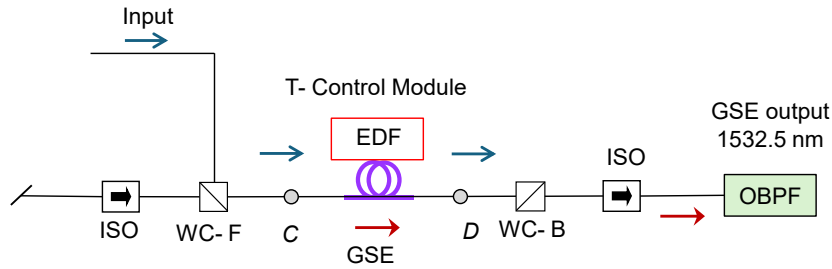 Input
T- Control Module
EDF
GSE output
1532.5 nm
ISO
OBPF
ISO
WC- F
C
GSE
D
WC- B